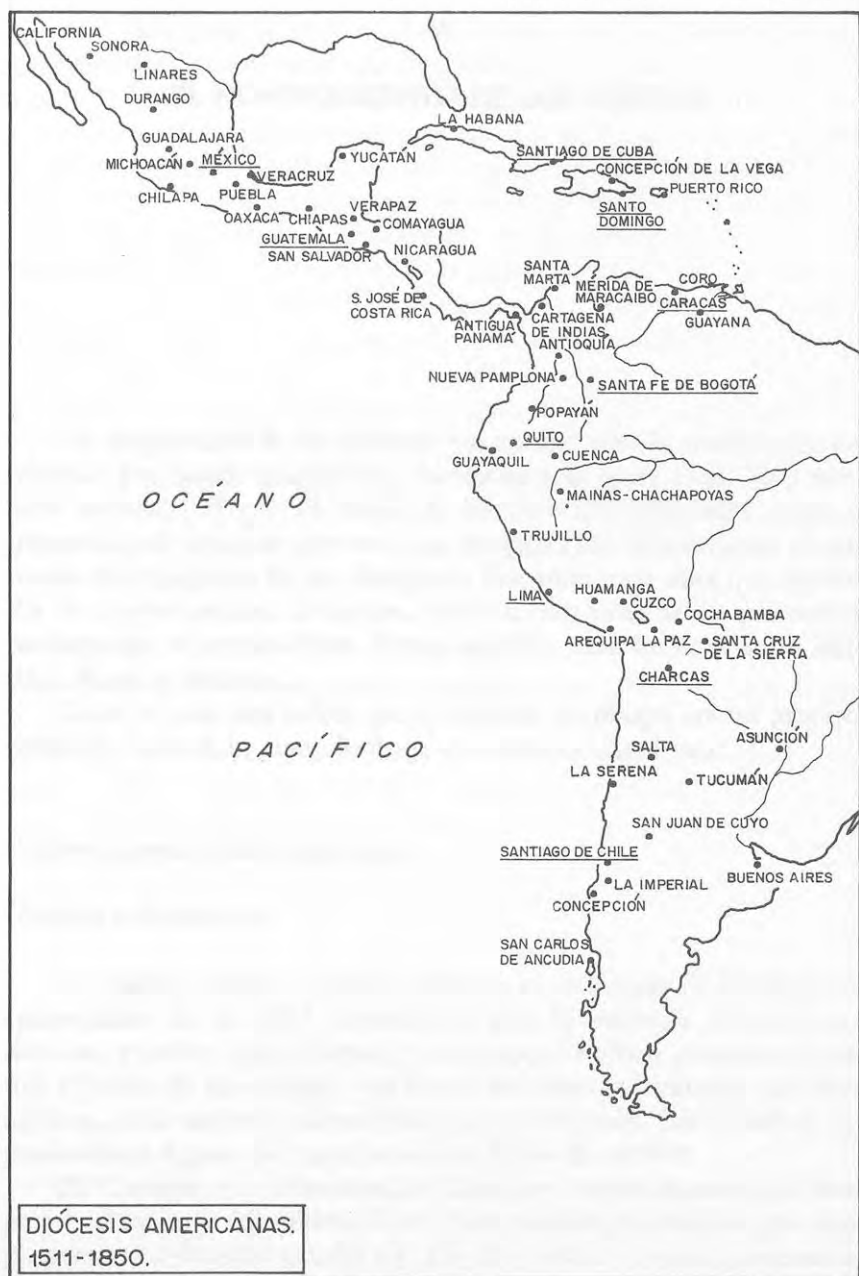 CALIFORNIA
SONORA
LINARES
DURANGO
GUADALAJARA
MICHOACÁN
MÉXICO
VERACRUZ
YUCATÁN
LA HABANA
SANTIAGO DE CUBA
CONCEPCIÓN DE LA VEGA
PUERTO RICO
SANTO
DOMINGO
CHILAPA
PUEBLA
OAXACA
CHIAPAS
VERAPAZ
COMAYAGUA
GUATEMALA
SAN SALVADOR
NICARAGUA
S. JOSÉ DE
COSTA RICA
ANTIGUA
PANAMÁ
SANTA
MARTA
CARTAGENA
DE INDIAS
MÉRIDA DE
MARACAIBO
CORO
CARACAS
GUAYANA
ANTIOQUÍA
NUEVA PAMPLONA
SANTA FE DE BOGOTÁ
POPAYÁN
QUITO
GUAYAQUIL
CUENCA
MAINAS-CHACHAPOYAS
OCÉANO
TRUJILLO
LIMA
HUAMANGA
CUZCO
COCHABAMBA
AREQUIPA
LA PAZ
SANTA CRUZ
DE LA SIERRA
CHARCAS
PACÍFICO
ASUNCIÓN
SALTA
LA SERENA
TUCUMÁN
SAN JUAN DE CUYO
SANTIAGO DE CHILE
BUENOS AIRES
LA IMPERIAL
CONCEPCIÓN
SAN CARLOS
DE ANCUDIA
DIÓCESIS AMERICANAS.
1511-1850.